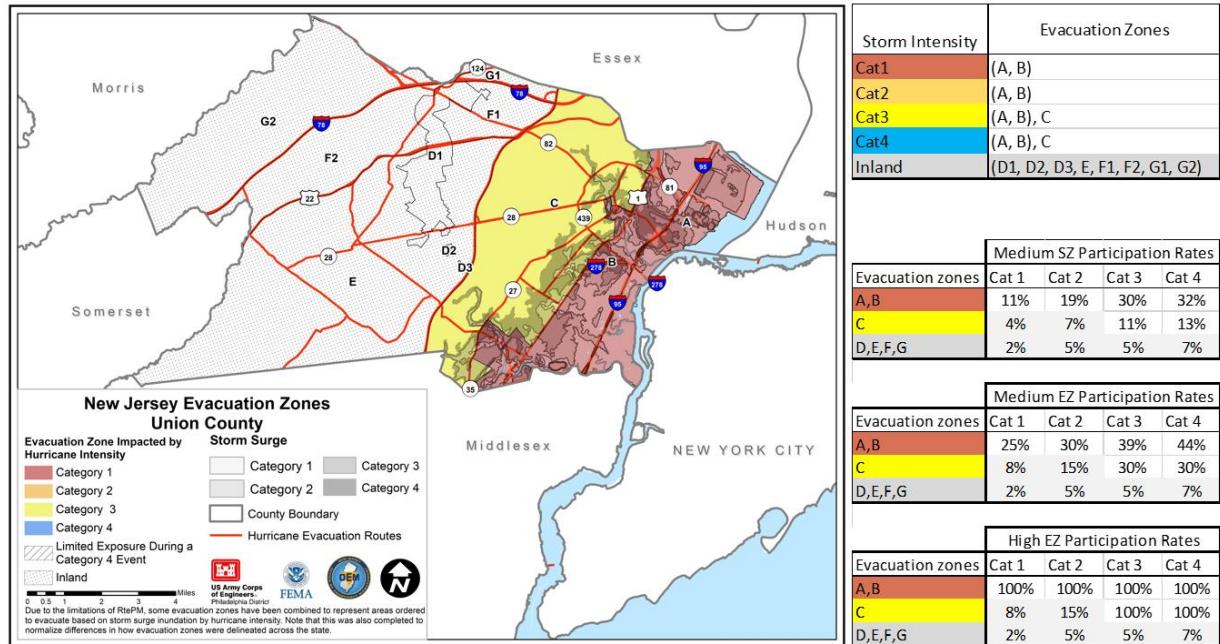 Morris
Essex
Hudson
Somerset
Middlesex
NEW YORK CITY
124
G1
78
G2
78
F1
F2
D1
82
95
22
C
81
1
A
28
439
28
D2
D3
B
278
278
E
27
95
35
New Jersey Evacuation Zones
Union County
Evacuation Zone Impacted by
Hurricane Intensity
Category 1
Category 2
Category 3
Category 4
Limited Exposure During a
Category 4 Event
Inland
Storm Surge
Category 1
Category 2
Category 3
Category 4
County Boundary
Hurricane Evacuation Routes
US Army Corps
of Engineers
Philadelphia District
FEMA
OEM
N
0 0.5 1 2 3 4 Miles
Due to the limitations of RtePM, some evacuation zones have been combined to represent areas ordered
to evacuate based on storm surge inundation by hurricane intensity. Note that this was also completed to
normalize differences in how evacuation zones were delineated across the state.
Storm Intensity Evacuation Zones
Cat1 (A, B)
Cat2 (A, B)
Cat3 (A, B), C
Cat4 (A, B), C
Inland (D1, D2, D3, E, F1, F2, G1, G2)
Medium SZ Participation Rates
Evacuation zones Cat 1 Cat 2 Cat 3 Cat 4
A,B 11% 19% 30% 32%
C 4% 7% 11% 13%
D,E,F,G 2% 5% 5% 7%
Medium EZ Participation Rates
Evacuation zones Cat 1 Cat 2 Cat 3 Cat 4
A,B 25% 30% 39% 44%
C 8% 15% 30% 30%
D,E,F,G 2% 5% 5% 7%
High EZ Participation Rates
Evacuation zones Cat 1 Cat 2 Cat 3 Cat 4
A,B 100% 100% 100% 100%
C 8% 15% 100% 100%
D,E,F,G 2% 5% 5% 7%